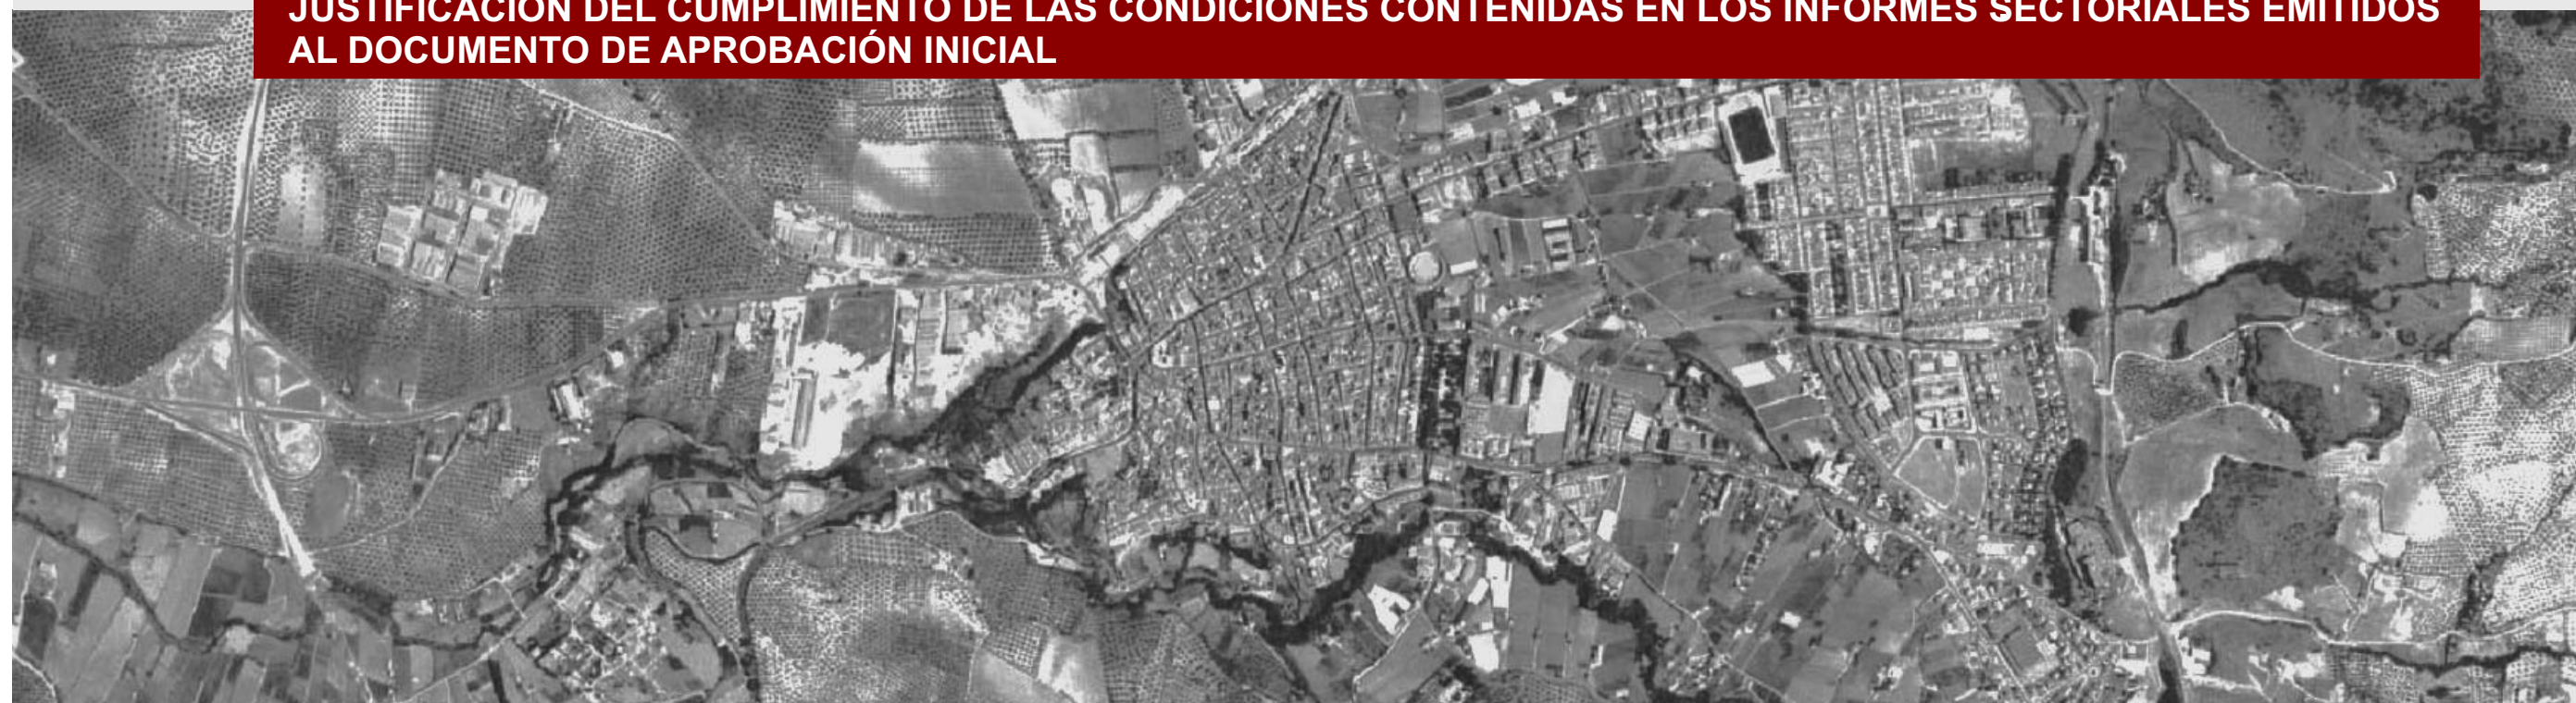 JUSTIFICACIÓN DEL CUMPLIMIENTO DE LAS CONDICIONES CONTENIDAS EN LOS INFORMES SECTORIALES EMITIDOS
AL DOCUMENTO DE APROBACIÓN INICIAL